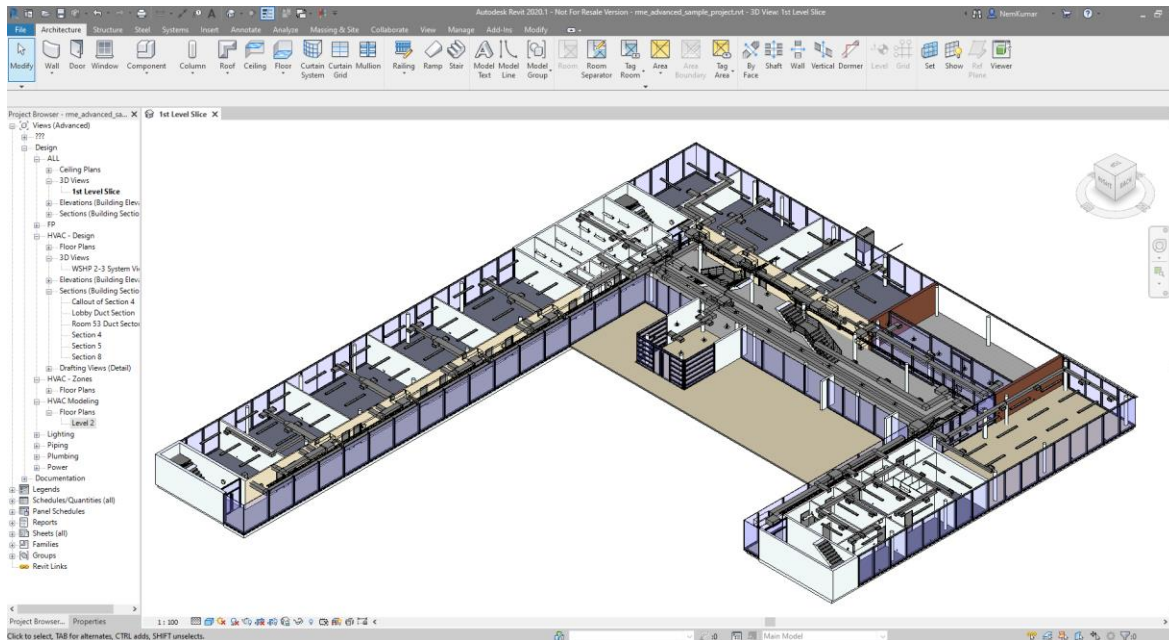 Autodesk Revit 2020.1 - Not For Resale Version - rme_advanced_sample_project.rvt - 3D View: 1st Level Slice
NemKumar
File Architecture Structure Steel Systems Insert Annotate Analyze Massing & Site Collaborate View Manage Add-Ins Modify
Modify Wall Door Window Component Column Roof Ceiling Floor Curtain System Curtain Grid Mullion Railing Ramp Stair Model Text Model Line Model Group Room Room Separator Tag Room Area Area Boundary Tag Area By Face Shaft Wall Vertical Dormer Level Grid Set Show Ref Plane Viewer
Project Browser - rme_advanced_sa...
1st Level Slice
Views (Advanced)
???
Design
ALL
Ceiling Plans
3D Views
1st Level Slice
Elevations (Building Elev
Sections (Building Sectio
FP
HVAC - Design
Floor Plans
3D Views
WSHP 2-3 System Vi
Elevations (Building Elev
Sections (Building Sectio
Callout of Section 4
Lobby Duct Section
Room 53 Duct Sectio
Section 4
Section 5
Section 8
Drafting Views (Detail)
HVAC - Zones
Floor Plans
HVAC Modeling
Floor Plans
Level 2
Lighting
Piping
Plumbing
Power
Documentation
Legends
Schedules/Quantities (all)
Panel Schedules
Reports
Sheets (all)
Families
Groups
Revit Links
RIGHT BACK
Project Browser... Properties
1 : 100
Click to select, TAB for alternates, CTRL adds, SHIFT unselects.
:0
Main Model
:0